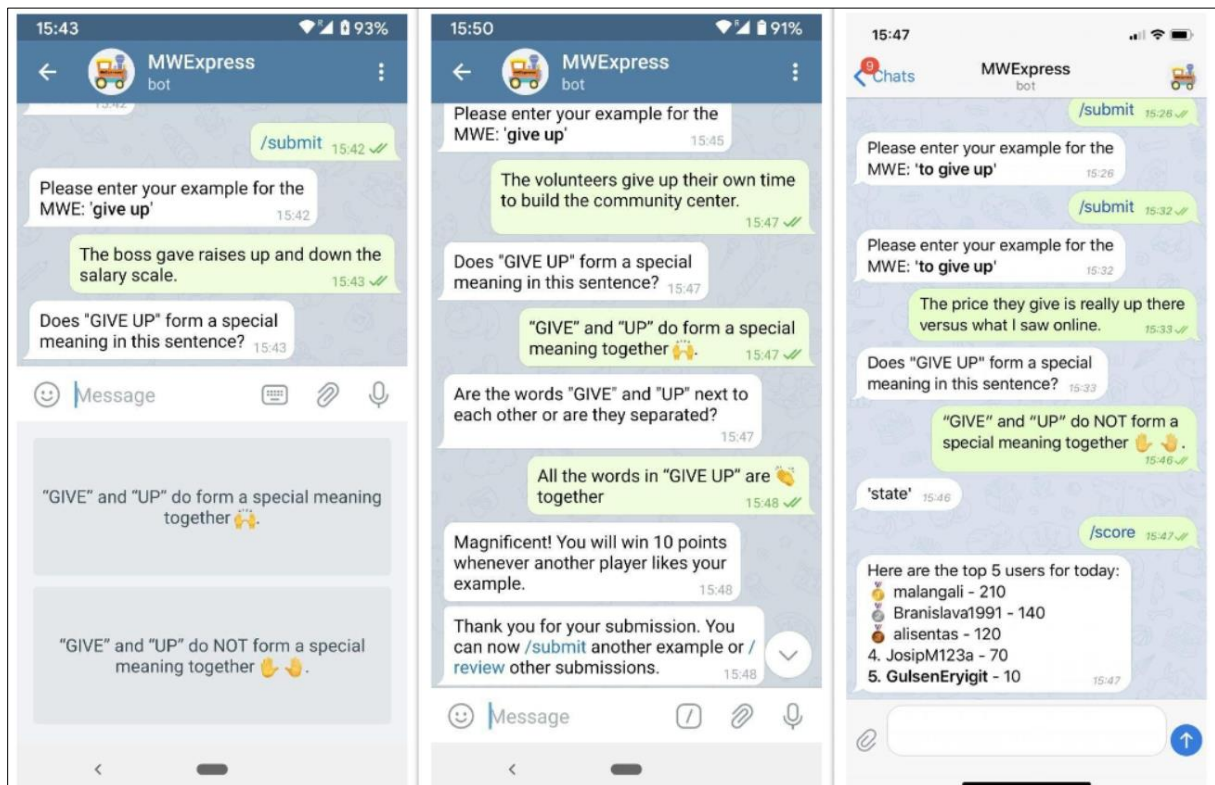 15:43
93%
MWExpress
bot
/submit 15:42
Please enter your example for the
MWE: 'give up' 15:42
The boss gave raises up and down the
salary scale. 15:43
Does "GIVE UP" form a special
meaning in this sentence? 15:43
Message
“GIVE” and “UP” do form a special meaning
together 🙌.
“GIVE” and “UP” do NOT form a special
meaning together ✋🤚.
15:50
91%
MWExpress
bot
Please enter your example for the
MWE: 'give up' 15:45
The volunteers give up their own time
to build the community center.
15:47
Does "GIVE UP" form a special
meaning in this sentence? 15:47
“GIVE” and “UP” do form a special
meaning together 🙌. 15:47
Are the words "GIVE" and "UP" next to
each other or are they separated?
15:47
All the words in “GIVE UP” are 👏
together 15:48
Magnificent! You will win 10 points
whenever another player likes your
example. 15:48
Thank you for your submission. You
can now /submit another example or /
review other submissions. 15:48
Message
15:47
9
Chats
MWExpress
bot
/submit 15:26
Please enter your example for the
MWE: 'to give up' 15:26
/submit 15:32
Please enter your example for the
MWE: 'to give up' 15:32
The price they give is really up there
versus what I saw online. 15:33
Does "GIVE UP" form a special
meaning in this sentence? 15:33
“GIVE” and “UP” do NOT form a
special meaning together ✋🤚.
15:46
'state' 15:46
/score 15:47
Here are the top 5 users for today:
🥇 malangali - 210
🥈 Branislava1991 - 140
🥉 alisentas - 120
4. JosipM123a - 70
5. GulsenEryigit - 10 15:47